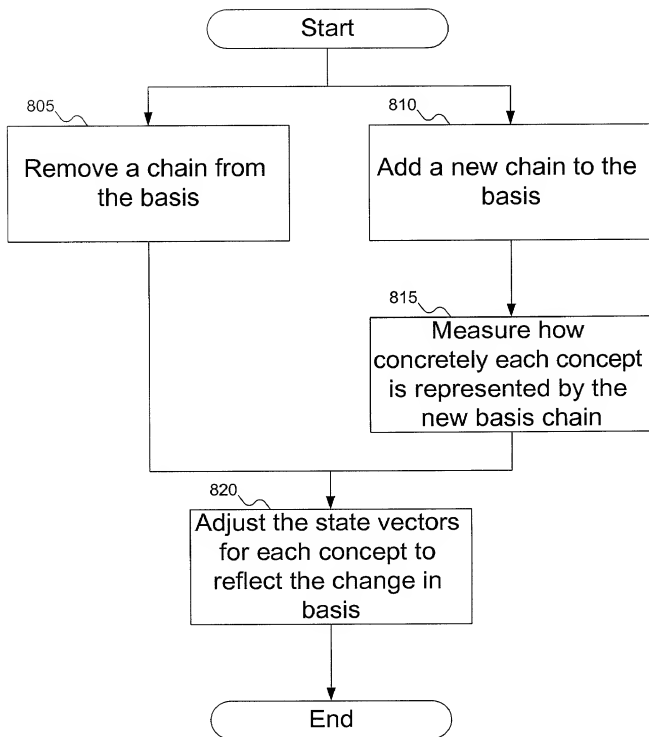 Start
805
Remove a chain from
the basis
810
Add a new chain to the
basis
815
Measure how
concretely each concept
is represented by the
new basis chain
820
Adjust the state vectors
for each concept to
reflect the change in
basis
End